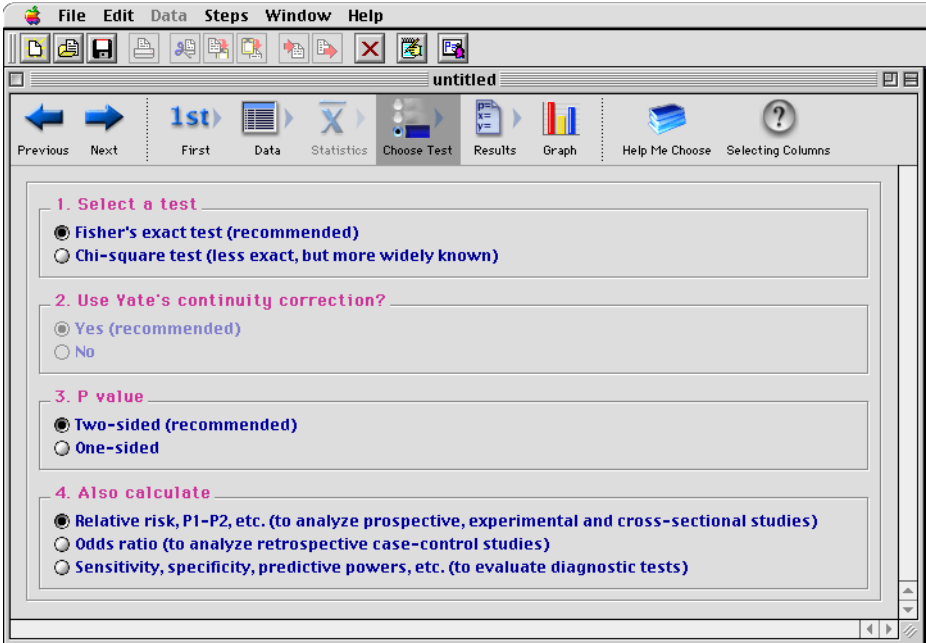 File Edit Data Steps Window Help
untitled
1st
p=
x=
y=
?
Previous Next First Data Statistics Choose Test Results Graph Help Me Choose Selecting Columns
1. Select a test
Fisher's exact test (recommended)
Chi-square test (less exact, but more widely known)
2. Use Yate's continuity correction?
Yes (recommended)
No
3. P value
Two-sided (recommended)
One-sided
4. Also calculate
Relative risk, P1-P2, etc. (to analyze prospective, experimental and cross-sectional studies)
Odds ratio (to analyze retrospective case-control studies)
Sensitivity, specificity, predictive powers, etc. (to evaluate diagnostic tests)